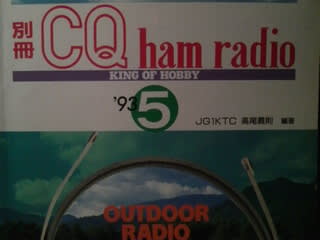 別冊
CQ ham radio
KING OF HOBBY
'93 5
JG1KTC 高尾義則 編著
OUTDOOR
RADIO